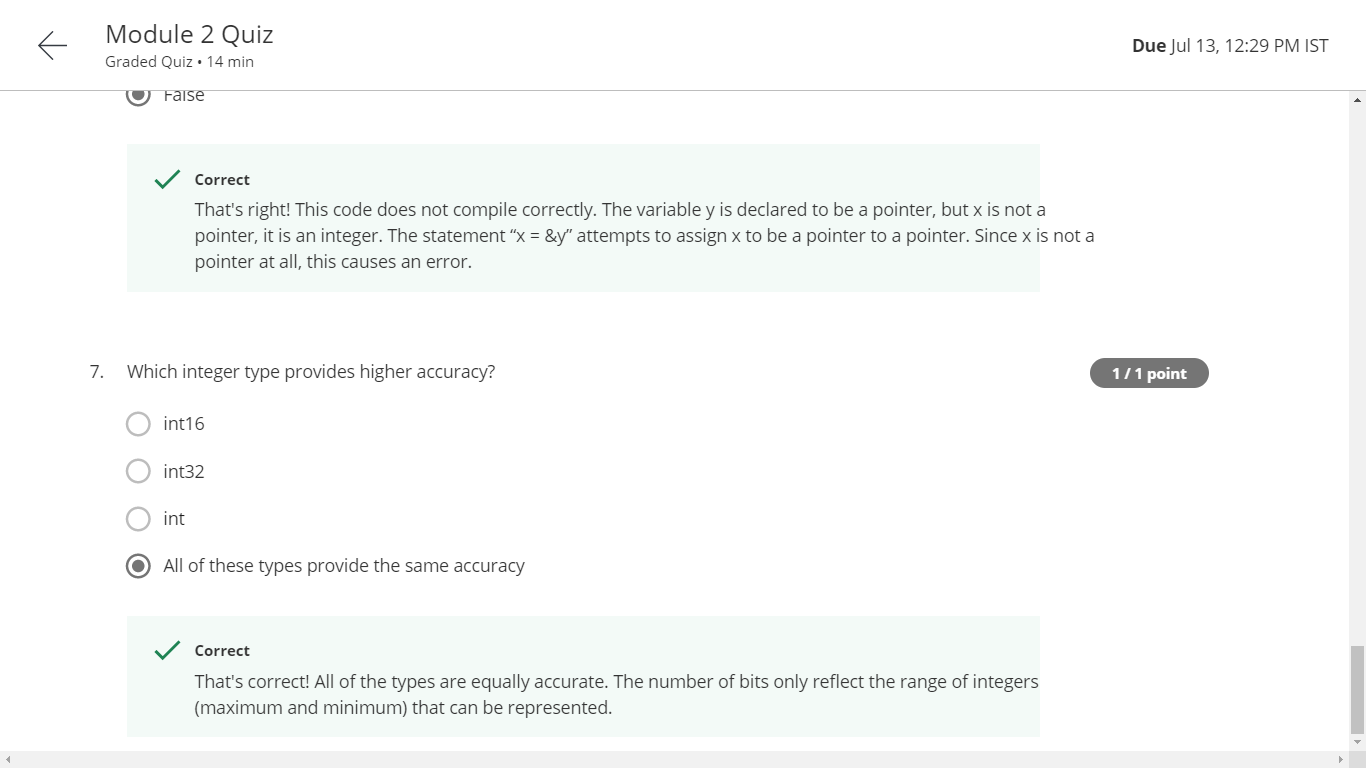 Module 2 Quiz
Graded Quiz • 14 min
Due Jul 13, 12:29 PM IST
False
Correct
That's right! This code does not compile correctly. The variable y is declared to be a pointer, but x is not a
pointer, it is an integer. The statement “x = &y” attempts to assign x to be a pointer to a pointer. Since x is not a
pointer at all, this causes an error.
7. Which integer type provides higher accuracy?
1 / 1 point
int16
int32
int
All of these types provide the same accuracy
Correct
That's correct! All of the types are equally accurate. The number of bits only reflect the range of integers
(maximum and minimum) that can be represented.